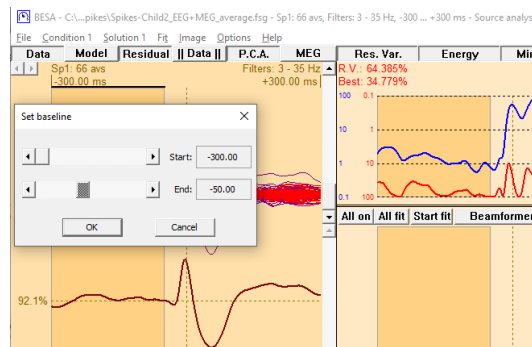 BESA - C:\...pikes\Spikes-Child2_EEG+MEG_average.fsg - Sp1: 66 avs, Filters: 3 - 35 Hz, -300 ... +300 ms - Source analys
File Condition 1 Solution 1 Fit Image Options Help
Data Model Residual || Data || P.C.A. MEG Res. Var. Energy
Sp1: 66 avs Filters: 3 - 35 Hz R.V.: 64.385%
-300.00 ms +300.00 ms Best: 34.779%
100 0.1
Set baseline
10 1
Start: -300.00
1 10
End: -50.00
0.1 100
OK Cancel
All on All fit Start fit Beamformer
92.1%